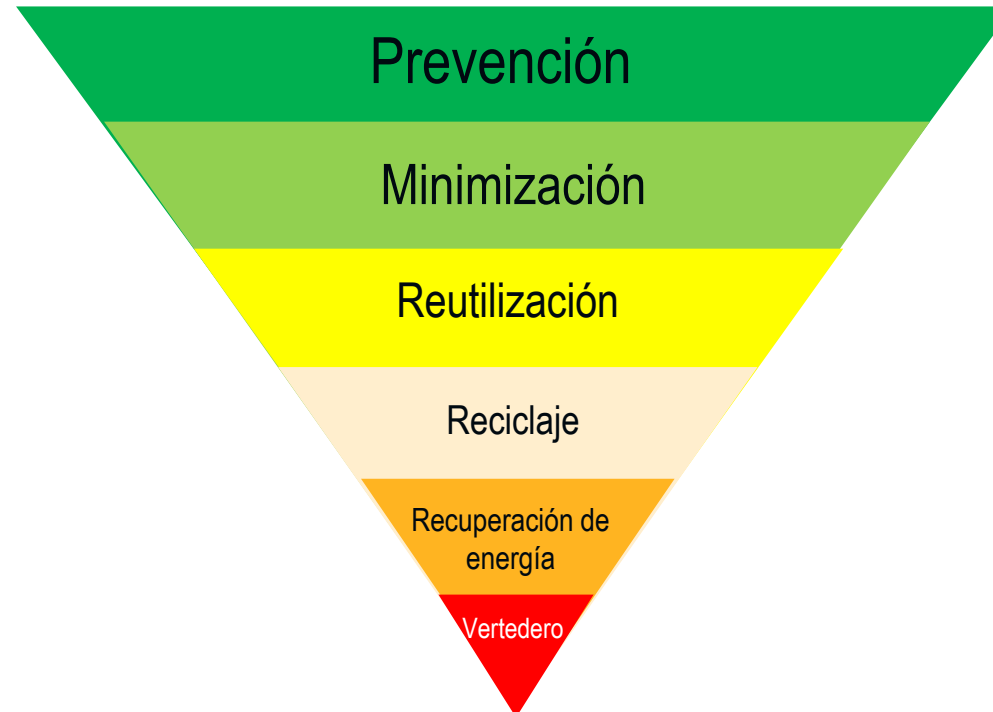 Prevención
Minimización
Reutilización
Reciclaje
Recuperación de
energía
Vertedero